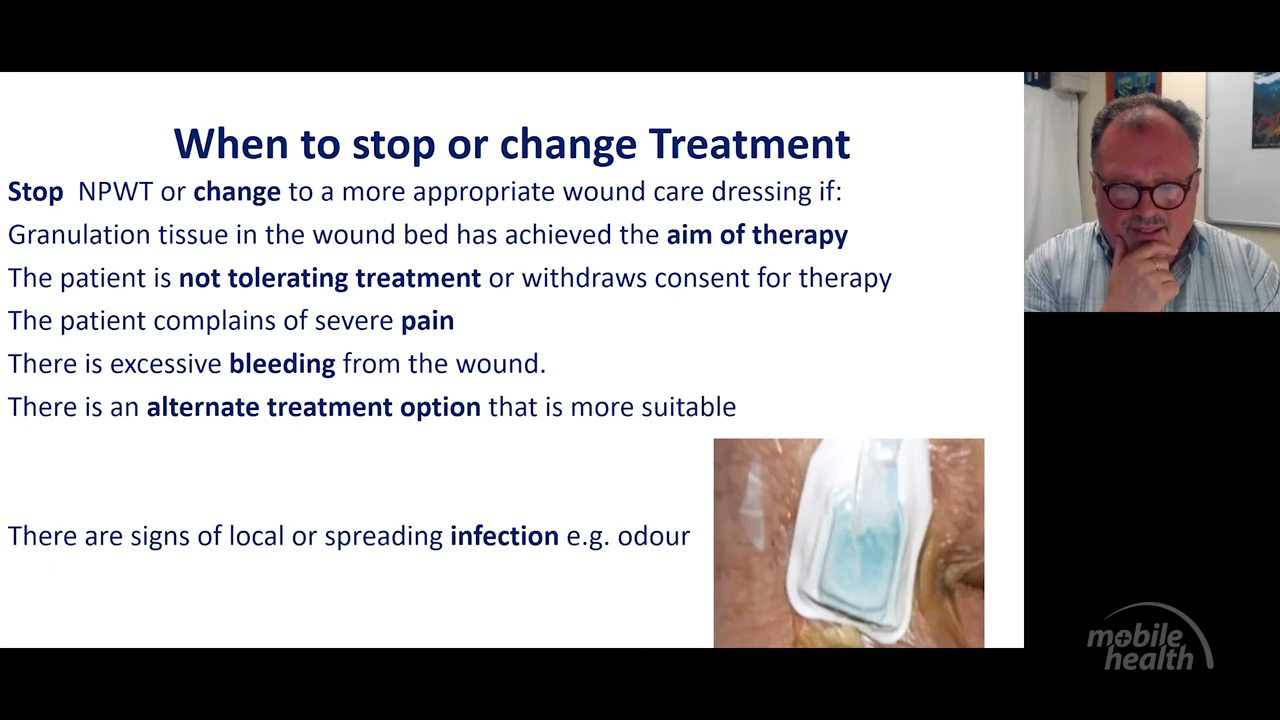 When to stop or change Treatment
Stop NPWT or change to a more appropriate wound care dressing if:
Granulation tissue in the wound bed has achieved the aim of therapy
The patient is not tolerating treatment or withdraws consent for therapy
The patient complains of severe pain
There is excessive bleeding from the wound.
There is an alternate treatment option that is more suitable
There are signs of local or spreading infection e.g. odour
mobile
health